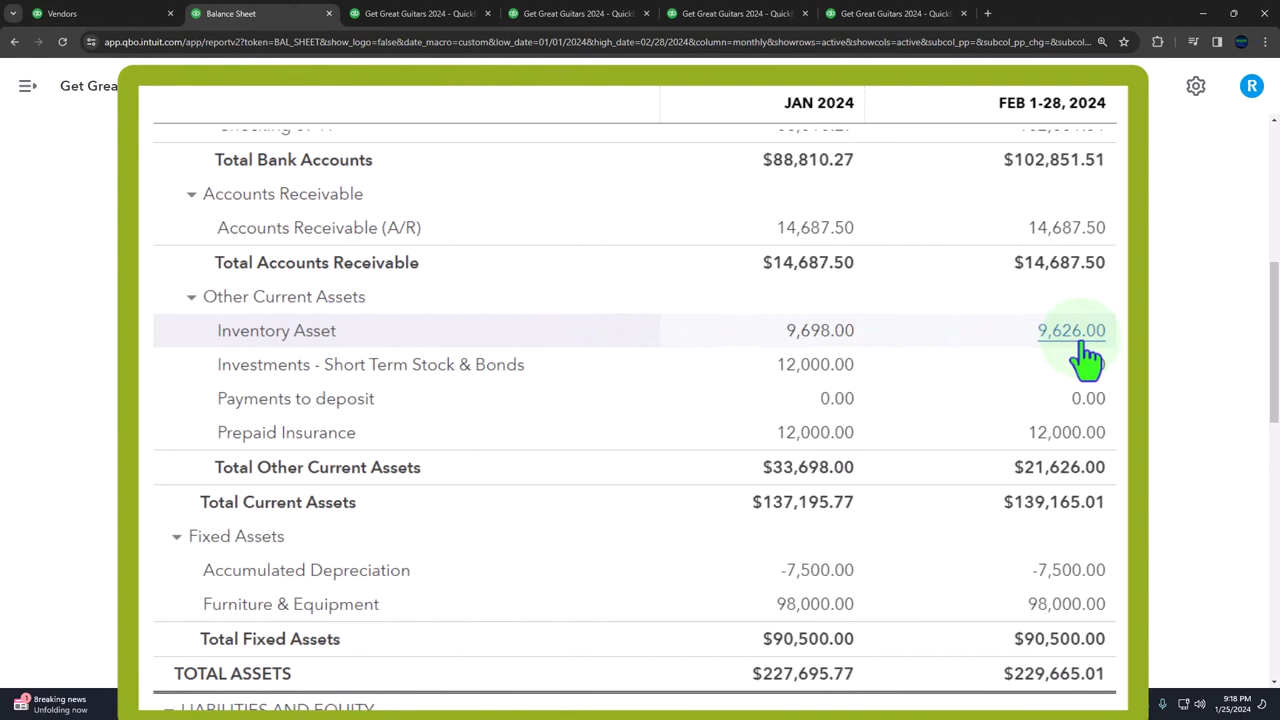 Vendors
Balance Sheet
Get Great Guitars 2024 - Quick
Get Great Guitars 2024 - Quick
Get Great Guitars 2024 - Quick
Get Great Guitars 2024 - Quick
app.qbo.intuit.com/app/reportv2?token=BAL_SHEET&show_logo=false&date_macro=custom&low_date=01/01/2024&high_date=02/28/2024&column=monthly&showrows=active&showcols=active&subcol_pp=&subcol_pp_chg=&subcol
Get Grea
R
JAN 2024 FEB 1-28, 2024
Total Bank Accounts $88,810.27 $102,851.51
Accounts Receivable
Accounts Receivable (A/R) 14,687.50 14,687.50
Total Accounts Receivable $14,687.50 $14,687.50
Other Current Assets
Inventory Asset 9,698.00 9,626.00
Investments - Short Term Stock & Bonds 12,000.00
Payments to deposit 0.00 0.00
Prepaid Insurance 12,000.00 12,000.00
Total Other Current Assets $33,698.00 $21,626.00
Total Current Assets $137,195.77 $139,165.01
Fixed Assets
Accumulated Depreciation -7,500.00 -7,500.00
Furniture & Equipment 98,000.00 98,000.00
Total Fixed Assets $90,500.00 $90,500.00
TOTAL ASSETS $227,695.77 $229,665.01
LIABILITIES AND EQUITY
1
Breaking news
Unfolding now
9:18 PM
1/25/2024